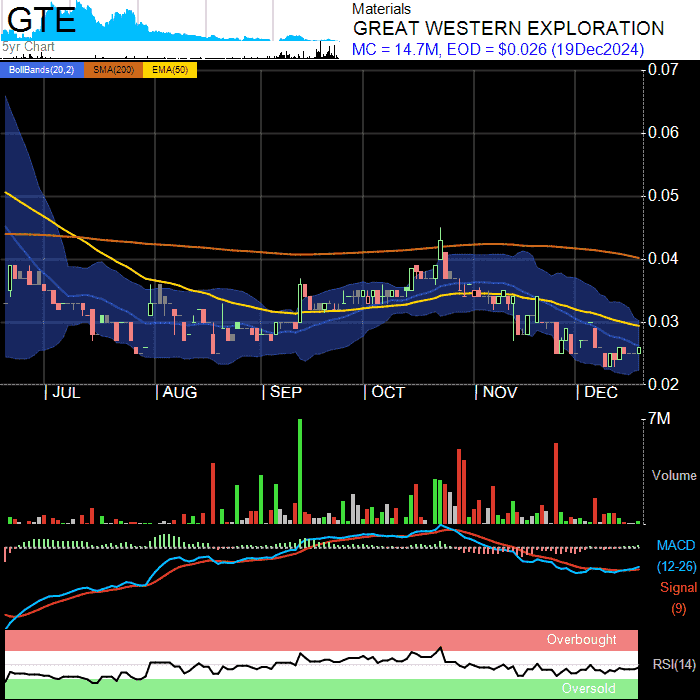 GTE
5yr Chart
Materials
GREAT WESTERN EXPLORATION
MC = 14.7M, EOD = $0.026 (19Dec2024)
BollBands(20,2) SMA(200) EMA(50)
0.07
0.06
0.05
0.04
0.03
0.02
JUL AUG SEP OCT NOV DEC
7M
Volume
MACD
(12-26)
Signal
(9)
Overbought
RSI(14)
Oversold